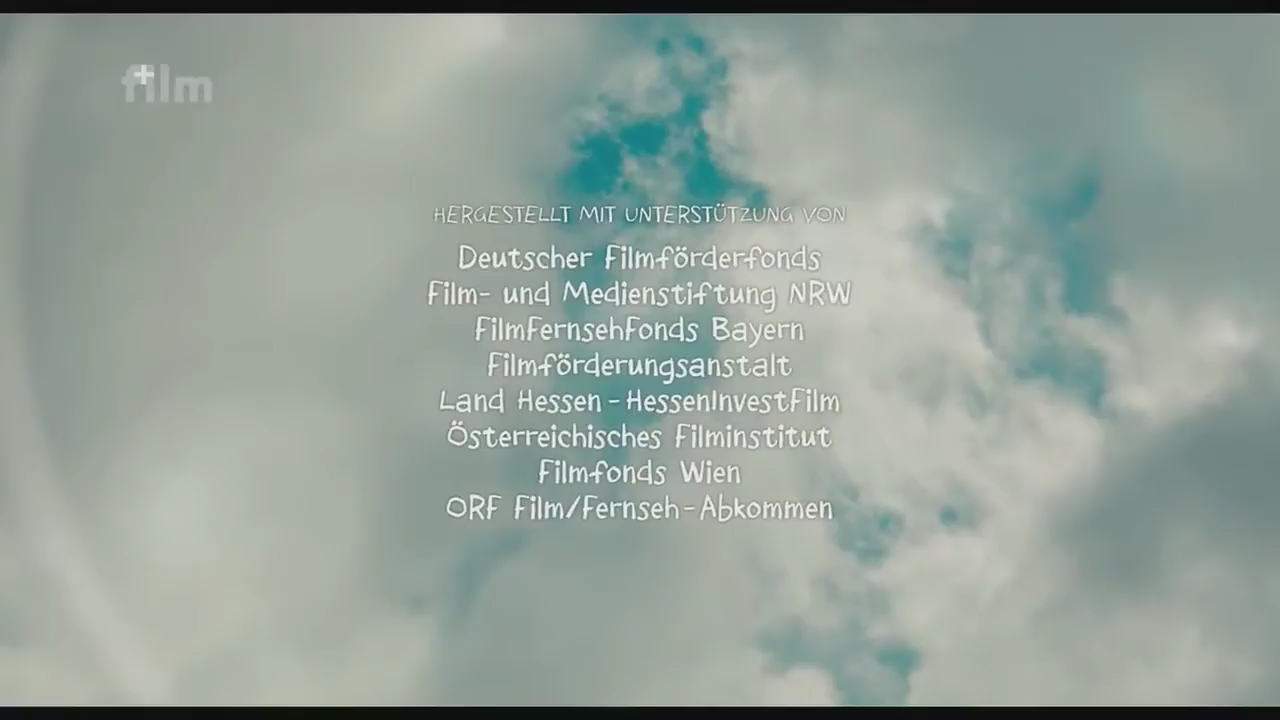 film+
HERGESTELLT MIT UNTERSTÜTZUNG VON
Deutscher Filmförderfonds
Film- und Medienstiftung NRW
FilmFernsehFonds Bayern
Filmförderungsanstalt
Land Hessen - HessenInvestFilm
Österreichisches Filminstitut
Filmfonds Wien
ORF Film/Fernseh-Abkommen